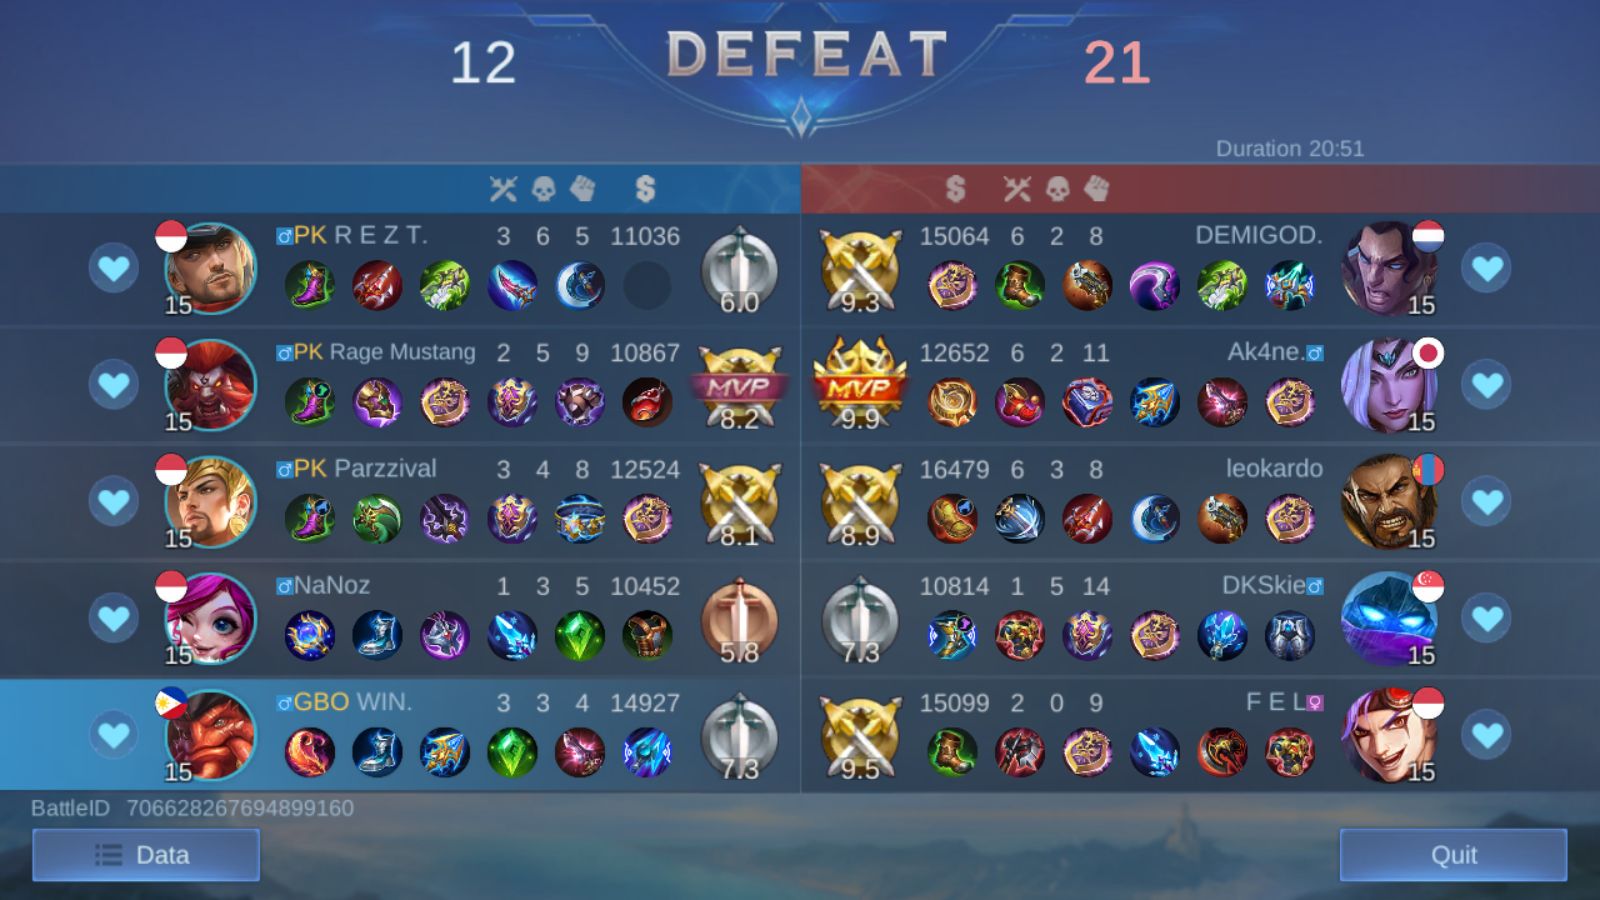 12 DEFEAT 21
Duration 20:51
PK R E Z T. 3 6 5 11036
15 6.0
9.3 15064 6 2 8 DEMIGOD.
15
PK Rage Mustang 2 5 9 10867
15 MVP 8.2
MVP 9.9 12652 6 2 11 Ak4ne.
15
PK Parzzival 3 4 8 12524
15 8.1
8.9 16479 6 3 8 leokardo
15
NaNoz 1 3 5 10452
15 5.8
7.3 10814 1 5 14 DKSkie
15
GBO WIN. 3 3 4 14927
15 7.3
9.5 15099 2 0 9 F E L
15
BattleID 706628267694899160
Data
Quit